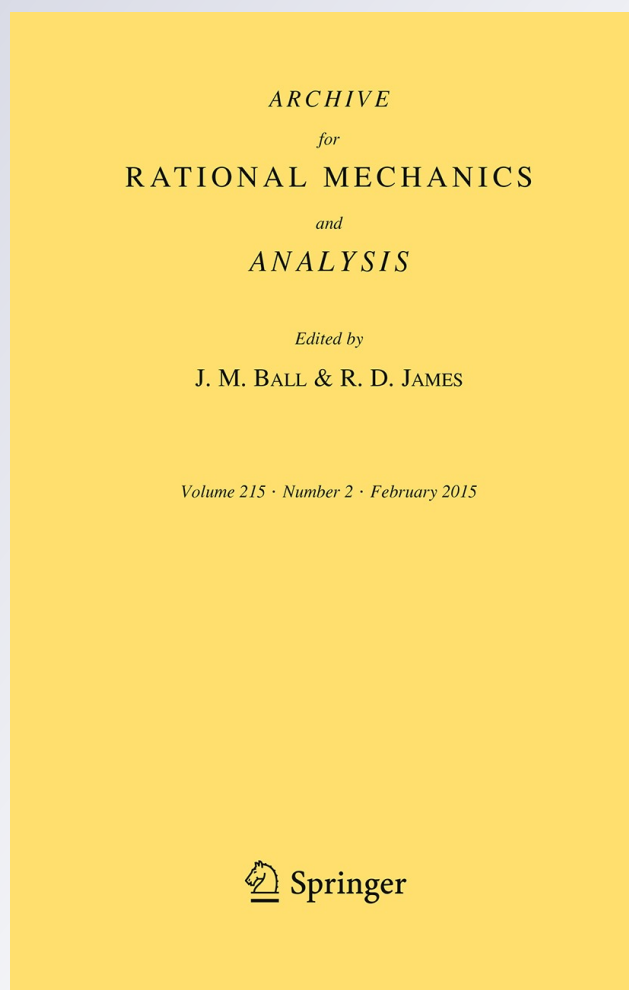 ARCHIVE
for
RATIONAL MECHANICS
and
ANALYSIS
Edited by
J. M. BALL & R. D. JAMES
Volume 215 · Number 2 · February 2015
Springer